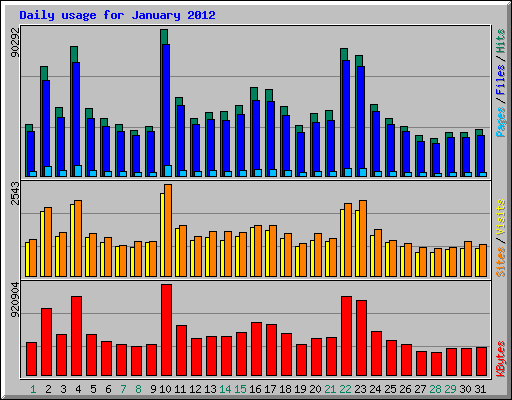 Daily usage for January 2012
90292
Pages / Files / Hits
2543
Sites / Visits
920904
KBytes
1 2 3 4 5 6 7 8 9 10 11 12 13 14 15 16 17 18 19 20 21 22 23 24 25 26 27 28 29 30 31